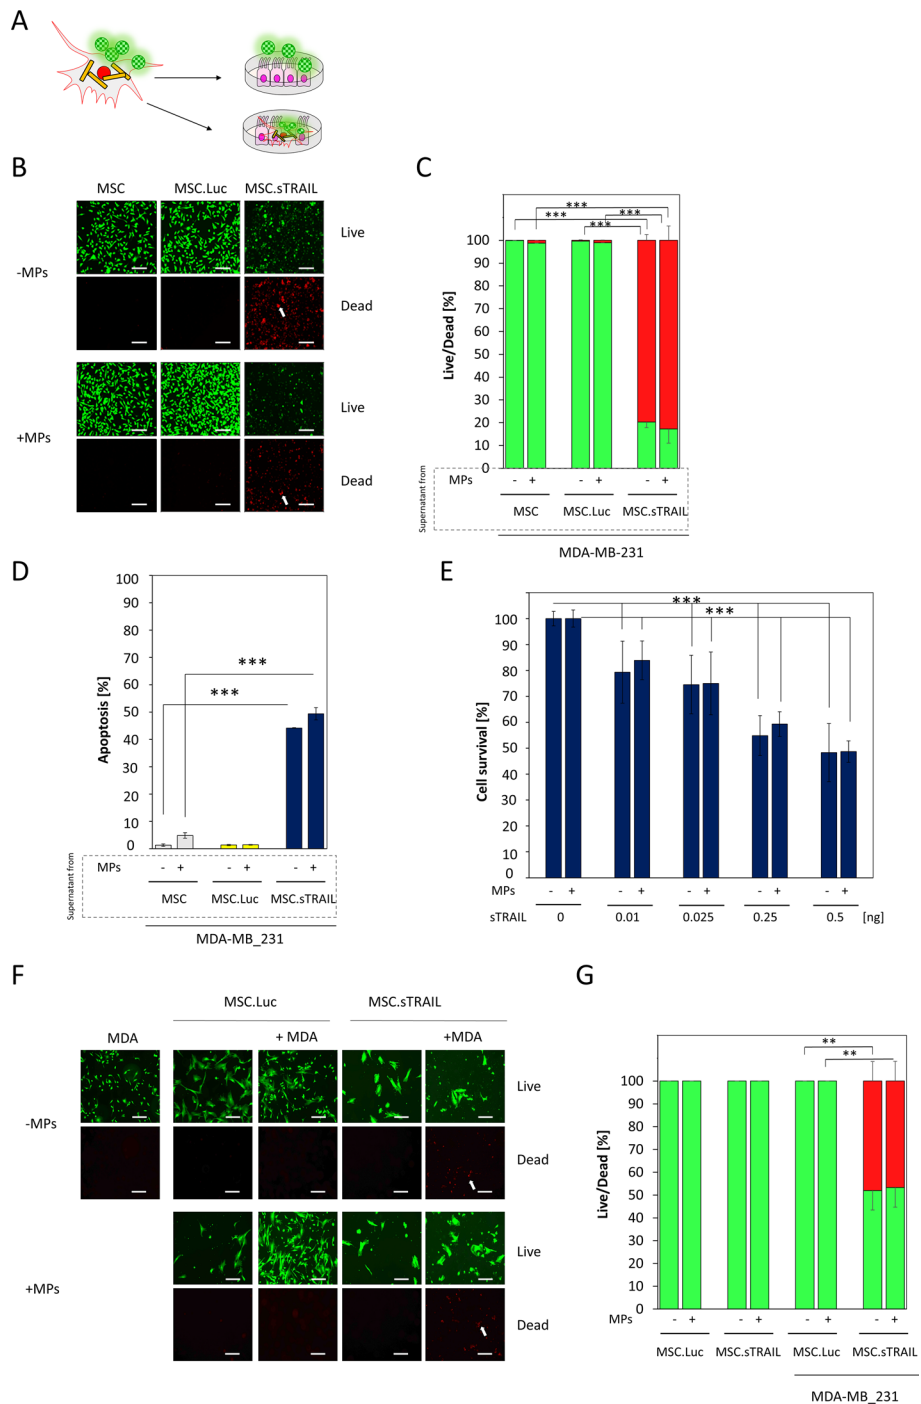 A
B
MSC MSC.Luc MSC.sTRAIL
Live
-MPs
Dead
Live
+MPs
Dead
C
***
***
***
***
Live/Dead [%]
100
90
80
70
60
50
40
30
20
10
0
Supernatant from
MPs - + - + - +
MSC MSC.Luc MSC.sTRAIL
MDA-MB-231
D
Apoptosis [%]
100
90
80
70
60
50
40
30
20
10
0
***
***
Supernatant from
MPs - + - + - +
MSC MSC.Luc MSC.sTRAIL
MDA-MB_231
E
***
***
Cell survival [%]
100
90
80
70
60
50
40
30
20
10
0
MPs - + - + - + - + - +
sTRAIL 0 0.01 0.025 0.25 0.5 [ng]
F
MSC.Luc MSC.sTRAIL
MDA + MDA +MDA
Live
-MPs
Dead
Live
+MPs
Dead
G
**
**
Live/Dead [%]
100
90
80
70
60
50
40
30
20
10
0
MPs - + - + - + - +
MSC.Luc MSC.sTRAIL MSC.Luc MSC.sTRAIL
MDA-MB_231